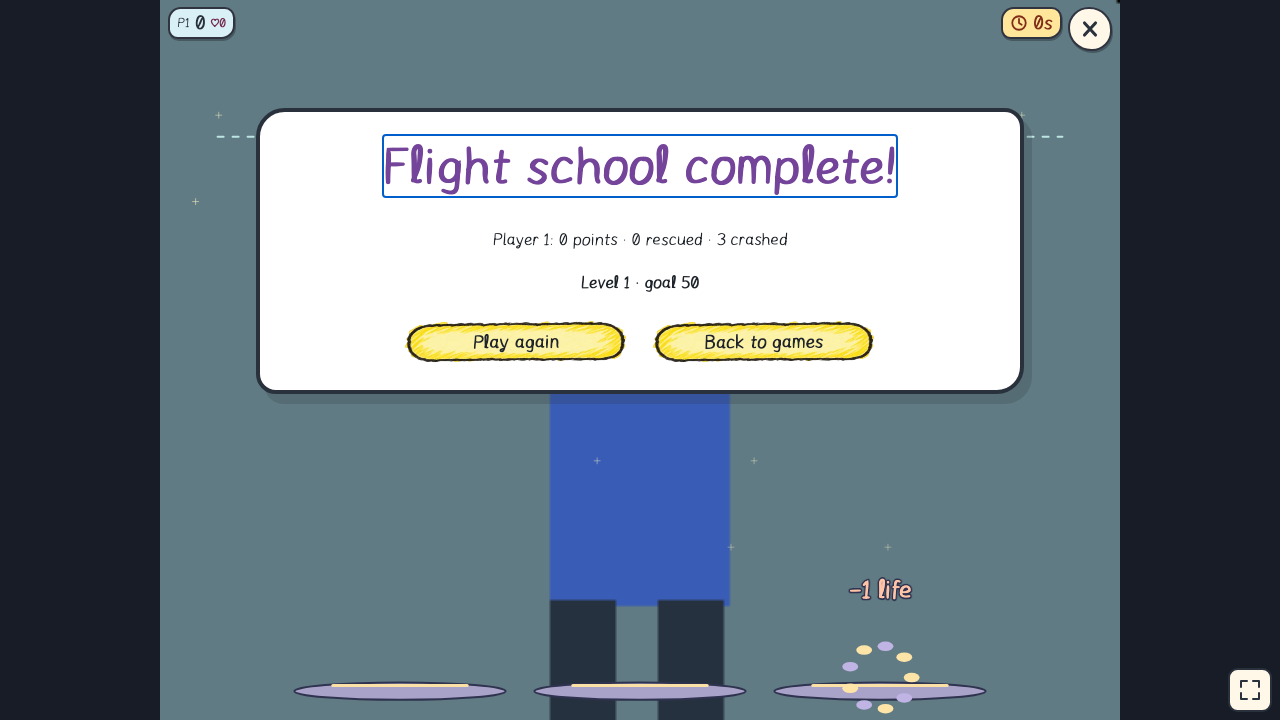 P1 0 ♡0
0s
Flight school complete!
Player 1: 0 points · 0 rescued · 3 crashed
Level 1 · goal 50
Play again
Back to games
−1 life